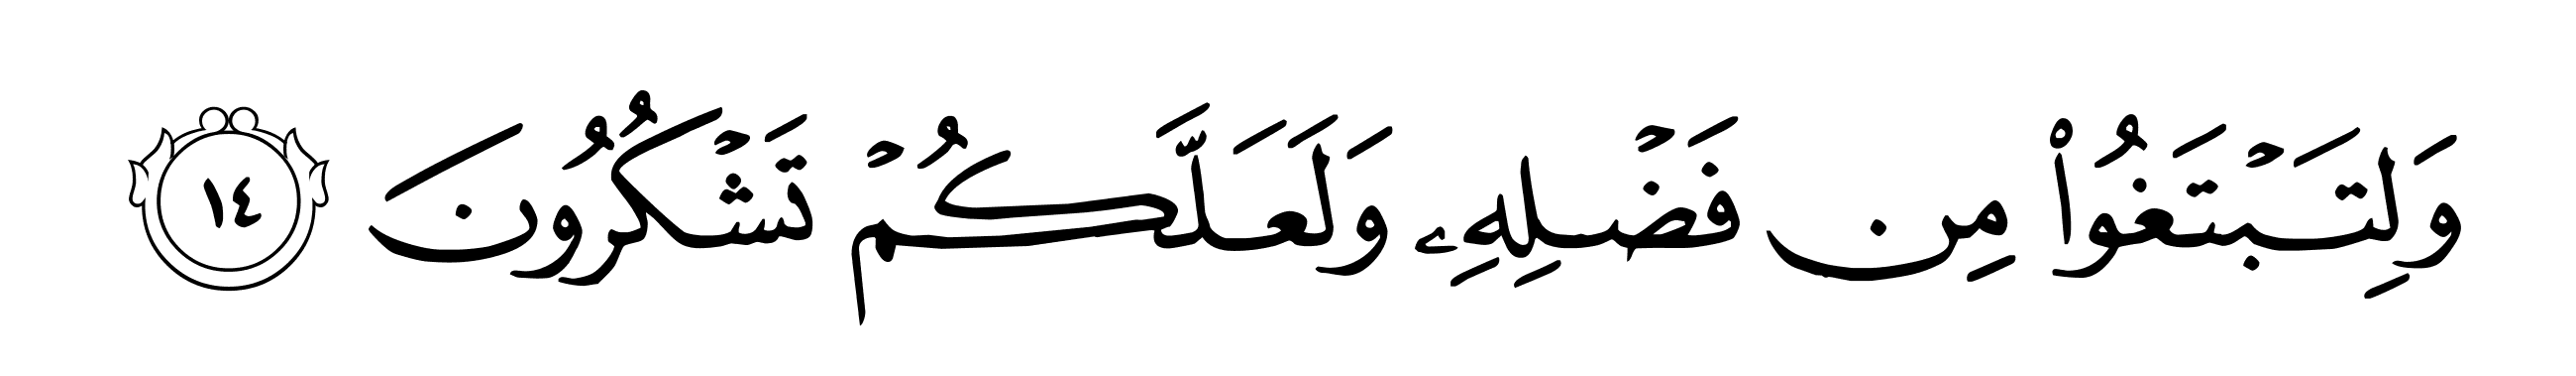 وَلِتَبۡتَغُواْ مِن فَضۡلِهِۦ وَلَعَلَّكُمۡ تَشۡكُرُونَ ١٤